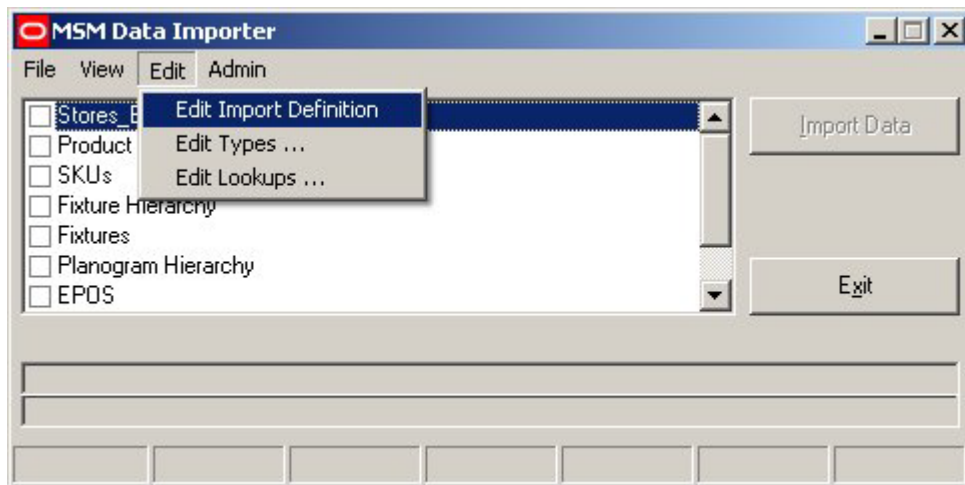 MSM Data Importer
File View Edit Admin
Edit Import Definition
Edit Types ...
Edit Lookups ...
Product
SKUs
Fixture Hierarchy
Fixtures
Planogram Hierarchy
EPOS
Import Data
Exit